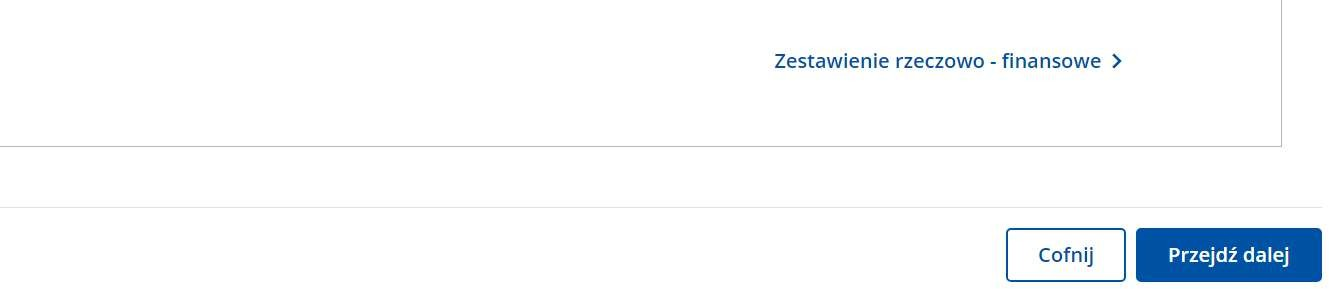 Zestawienie rzeczowo - finansowe
Cofnij
Przejdź dalej